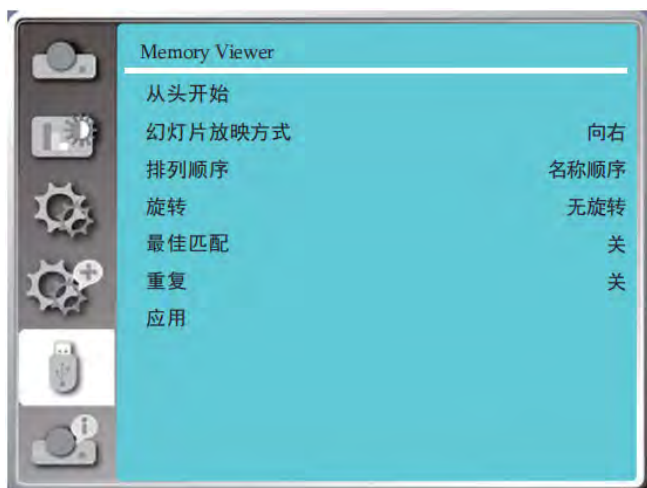 Memory Viewer
从头开始
幻灯片放映方式 向右
排列顺序 名称顺序
旋转 无旋转
最佳匹配 关
重复 关
应用